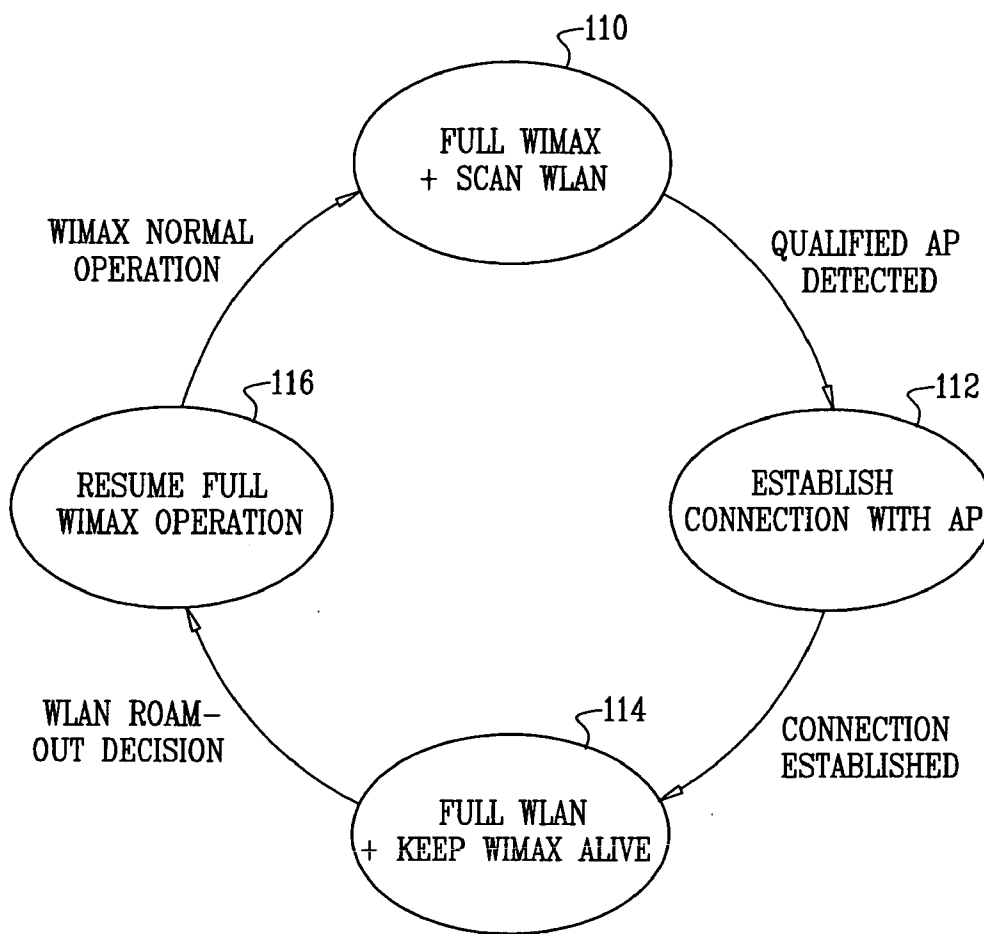 110
FULL WIMAX
+ SCAN WLAN
WIMAX NORMAL
OPERATION
QUALIFIED AP
DETECTED
116
112
RESUME FULL
WIMAX OPERATION
ESTABLISH
CONNECTION WITH AP
WLAN ROAM-
OUT DECISION
114
CONNECTION
ESTABLISHED
FULL WLAN
+ KEEP WIMAX ALIVE